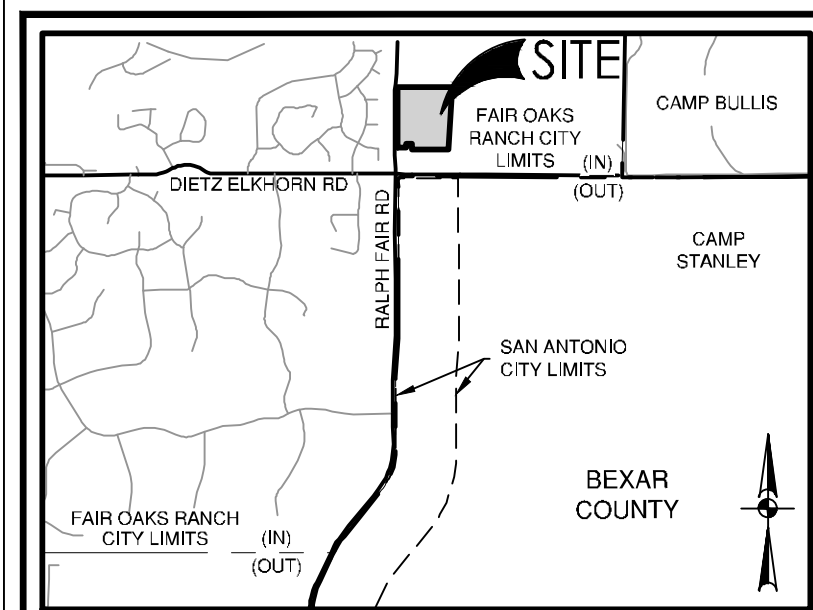 SITE
CAMP BULLIS
FAIR OAKS
RANCH CITY
LIMITS
(IN)
(OUT)
DIETZ ELKHORN RD
RALPH FAIR RD
CAMP
STANLEY
SAN ANTONIO
CITY LIMITS
BEXAR
COUNTY
FAIR OAKS RANCH
CITY LIMITS
(IN)
(OUT)